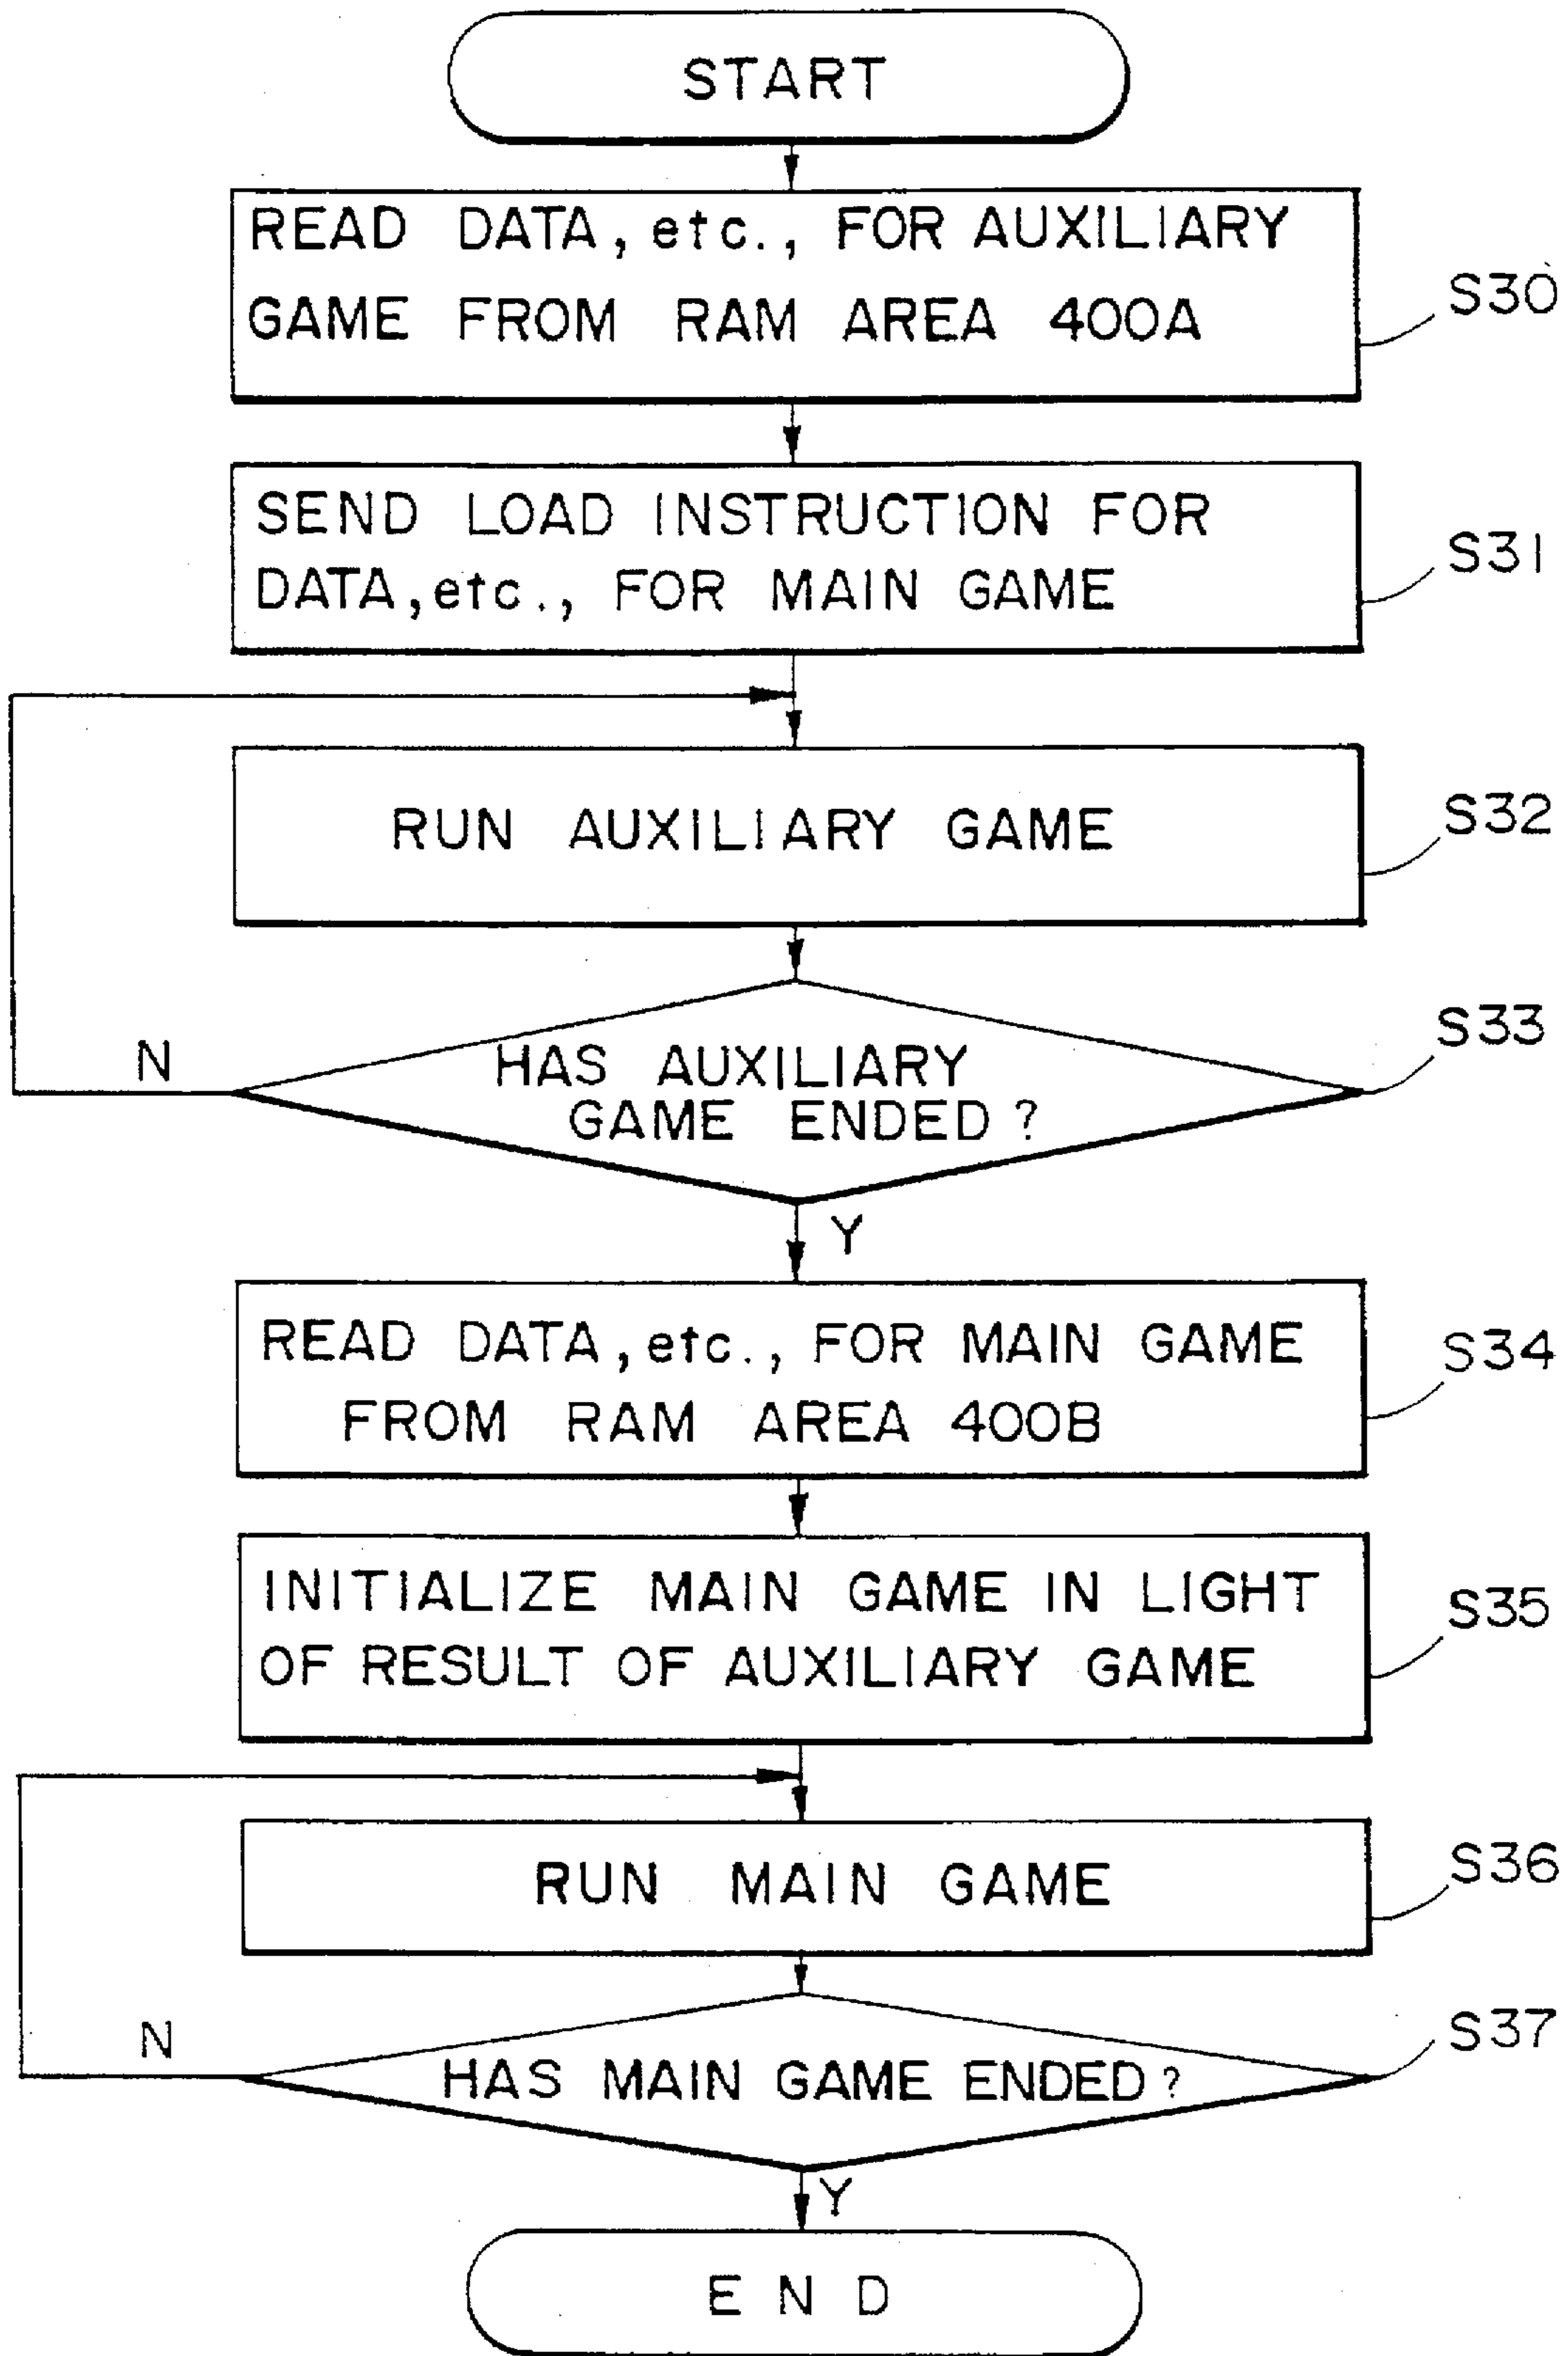 START
READ DATA, etc., FOR AUXILIARY
GAME FROM RAM AREA 400A
S30
SEND LOAD INSTRUCTION FOR
DATA, etc., FOR MAIN GAME
S31
RUN AUXILIARY GAME
S32
HAS AUXILIARY
GAME ENDED ?
S33
N
Y
READ DATA, etc., FOR MAIN GAME
FROM RAM AREA 400B
S34
INITIALIZE MAIN GAME IN LIGHT
OF RESULT OF AUXILIARY GAME
S35
RUN MAIN GAME
S36
HAS MAIN GAME ENDED ?
S37
N
Y
END